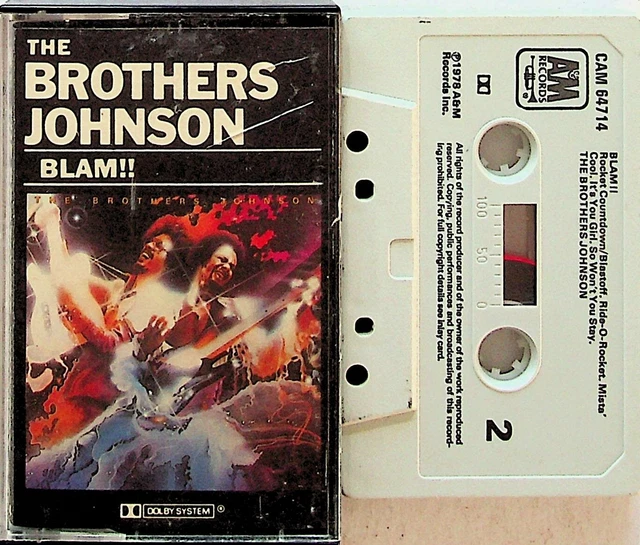 THE
BROTHERS
JOHNSON
BLAM!!
THE BROTHERS JOHNSON
DOLBY SYSTEM®
CAM 64714
A&M
RECORDS
℗1978 A&M
Records Inc.
BLAM!!
Rocket Countdown/Blastoff. Ride-O-Rocket. Mista'
Cool. It's You Girl. So Won't You Stay.
THE BROTHERS JOHNSON
100 50 0
All rights of the record producer and of the owner of the work reproduced
reserved. Copying, public performances and broadcasting of this record-
ing prohibited. For full copyright details see inlay card.
2